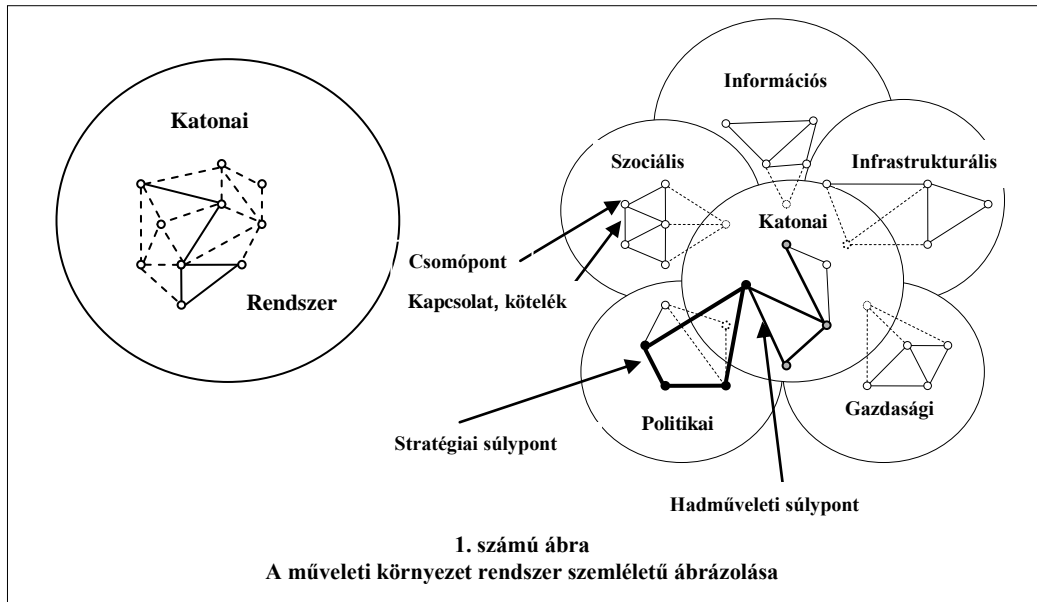 Katonai
Rendszer
Információs
Szociális
Infrastrukturális
Katonai
Csomópont
Kapcsolat, kötelék
Politikai
Gazdasági
Stratégiai súlypont
Hadműveleti súlypont
1. számú ábra
A műveleti környezet rendszer szemléletű ábrázolása